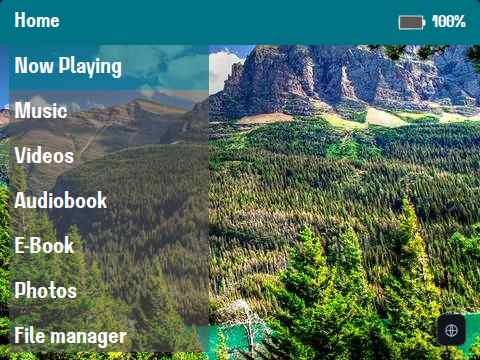 Home
100%
Now Playing
Music
Videos
Audiobook
E-Book
Photos
File manager